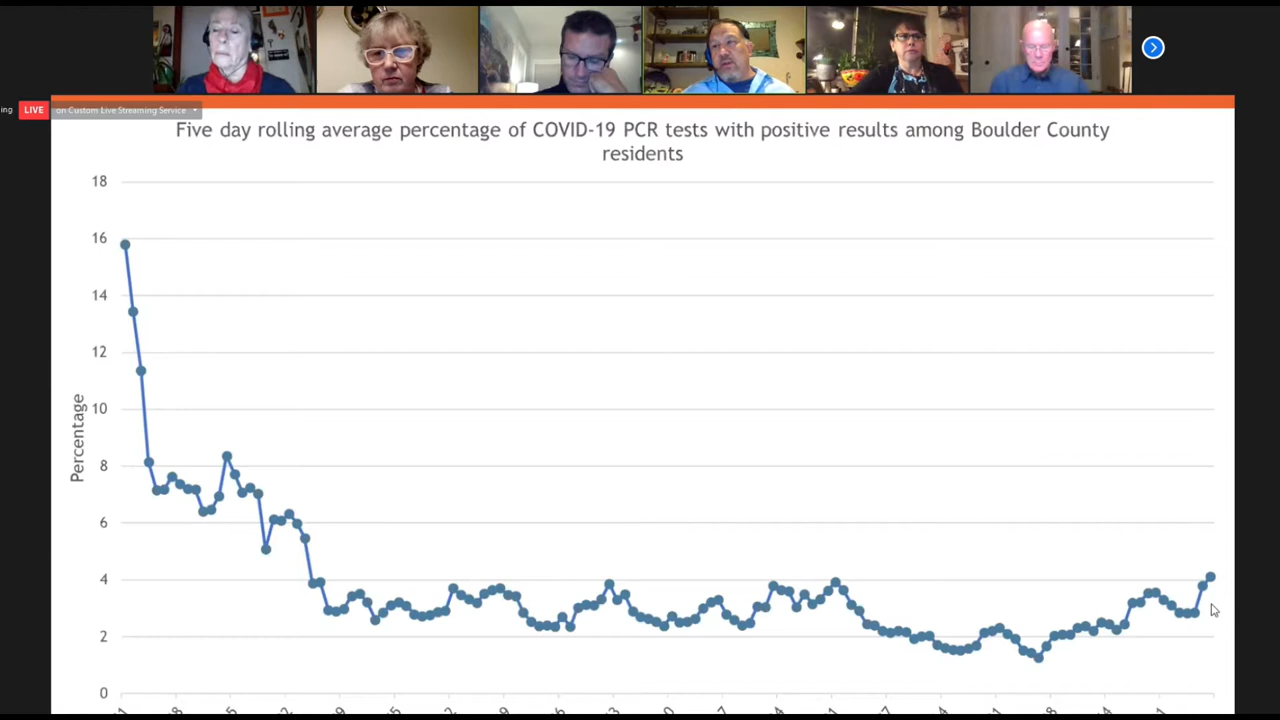 ing LIVE on Custom Live Streaming Service
Five day rolling average percentage of COVID-19 PCR tests with positive results among Boulder County
residents
18
16
14
12
10
8
6
4
2
0
Percentage